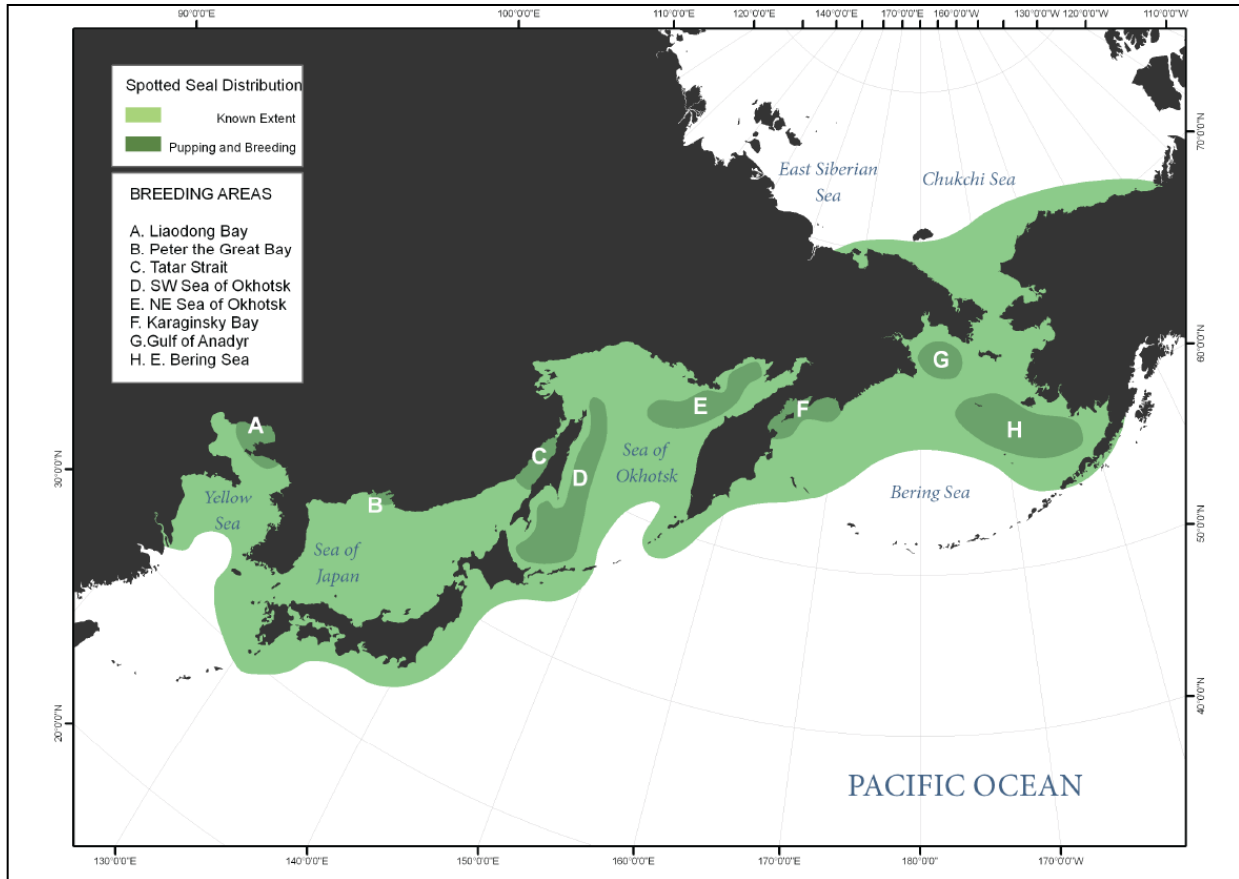 90°0'0"E 100°0'0"E 110°0'0"E 120°0'0"E 140°0'0"E 170°0'0"E 160°0'0"W 130°0'0"W 120°0'0"W 110°0'0"W
Spotted Seal Distribution
Known Extent
Pupping and Breeding
BREEDING AREAS
A. Liaodong Bay
B. Peter the Great Bay
C. Tatar Strait
D. SW Sea of Okhotsk
E. NE Sea of Okhotsk
F. Karaginsky Bay
G.Gulf of Anadyr
H. E. Bering Sea
East Siberian
Sea
Chukchi Sea
70°0'0"N
60°0'0"N
G
A
E
F
H
C
Sea of
Okhotsk
D
30°0'0"N
Yellow
Sea
B
Bering Sea
50°0'0"N
Sea of
Japan
20°0'0"N
40°0'0"N
PACIFIC OCEAN
130°0'0"E 140°0'0"E 150°0'0"E 160°0'0"E 170°0'0"E 180°0'0" 170°0'0"W